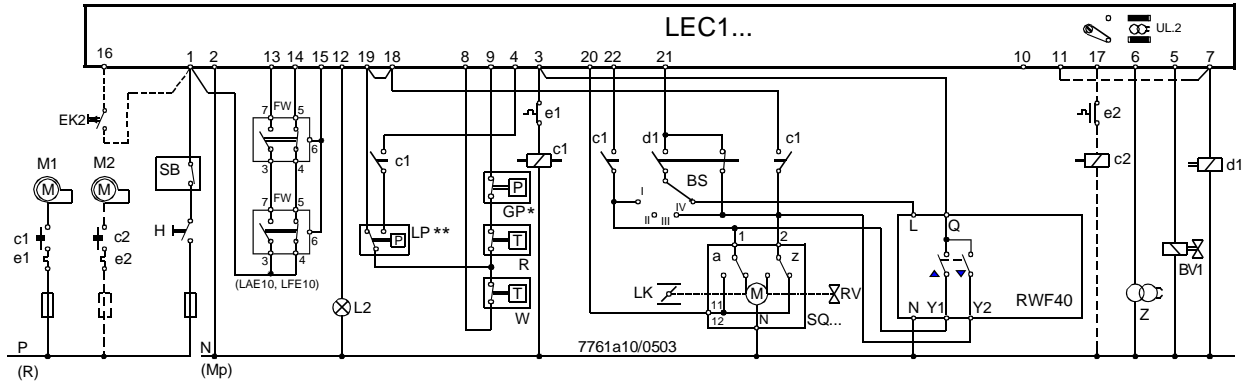 LEC1...
UL.2
16 1 2 13 14 15 12 19 18 8 9 4 3 20 22 21 10 11 17 6 5 7
EK2
7 FW 5
6
3 4
7 FW 5
6
3 4
(LAE10, LFE10)
M1 M2
M M
SB
c1 c2
e1 e2
H
L2
c1
LP **
P
P
GP*
T
R
T
W
e1
c1
c1 d1 c1
BS
I
II III IV
1 2
a z
LK M RV
11
12 N
SQ...
L Q
N Y1 Y2
RWF40
e2
c2
d1
BV1
Z
P N 7761a10/0503
(R) (Mp)